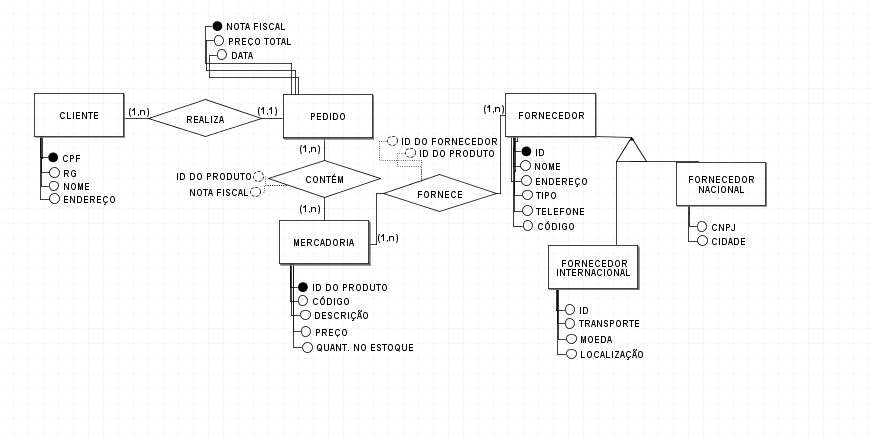 NOTA FISCAL
PREÇO TOTAL
DATA
CLIENTE
(1,n)
REALIZA
(1,1)
PEDIDO
(1,n)
FORNECEDOR
CPF
RG
NOME
ENDEREÇO
(1,n)
ID DO PRODUTO
NOTA FISCAL
CONTÉM
(1,n)
ID DO FORNECEDOR
ID DO PRODUTO
FORNECE
(1,n)
ID
NOME
ENDEREÇO
TIPO
TELEFONE
CÓDIGO
FORNECEDOR
NACIONAL
CNPJ
CIDADE
MERCADORIA
ID DO PRODUTO
CÓDIGO
DESCRIÇÃO
PREÇO
QUANT. NO ESTOQUE
FORNECEDOR
INTERNACIONAL
ID
TRANSPORTE
MOEDA
LOCALIZAÇÃO